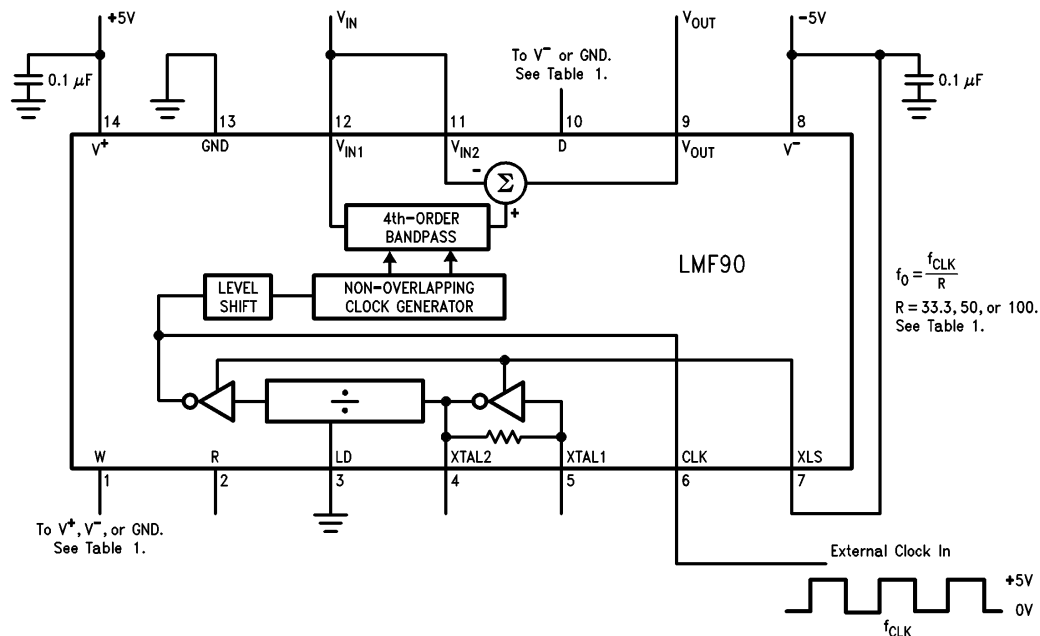 +5V
V_IN
V_OUT
-5V
0.1 μF
To V⁻ or GND.
See Table 1.
0.1 μF
14
13
12
11
10
9
8
V⁺
GND
V_IN1
V_IN2
D
V_OUT
V⁻
-
Σ
+
4th-ORDER
BANDPASS
LMF90
LEVEL
SHIFT
NON-OVERLAPPING
CLOCK GENERATOR
f_O = f_CLK / R
R = 33.3, 50, or 100.
See Table 1.
÷
W
R
LD
XTAL2
XTAL1
CLK
XLS
1
2
3
4
5
6
7
To V⁺, V⁻, or GND.
See Table 1.
External Clock In
+5V
0V
f_CLK